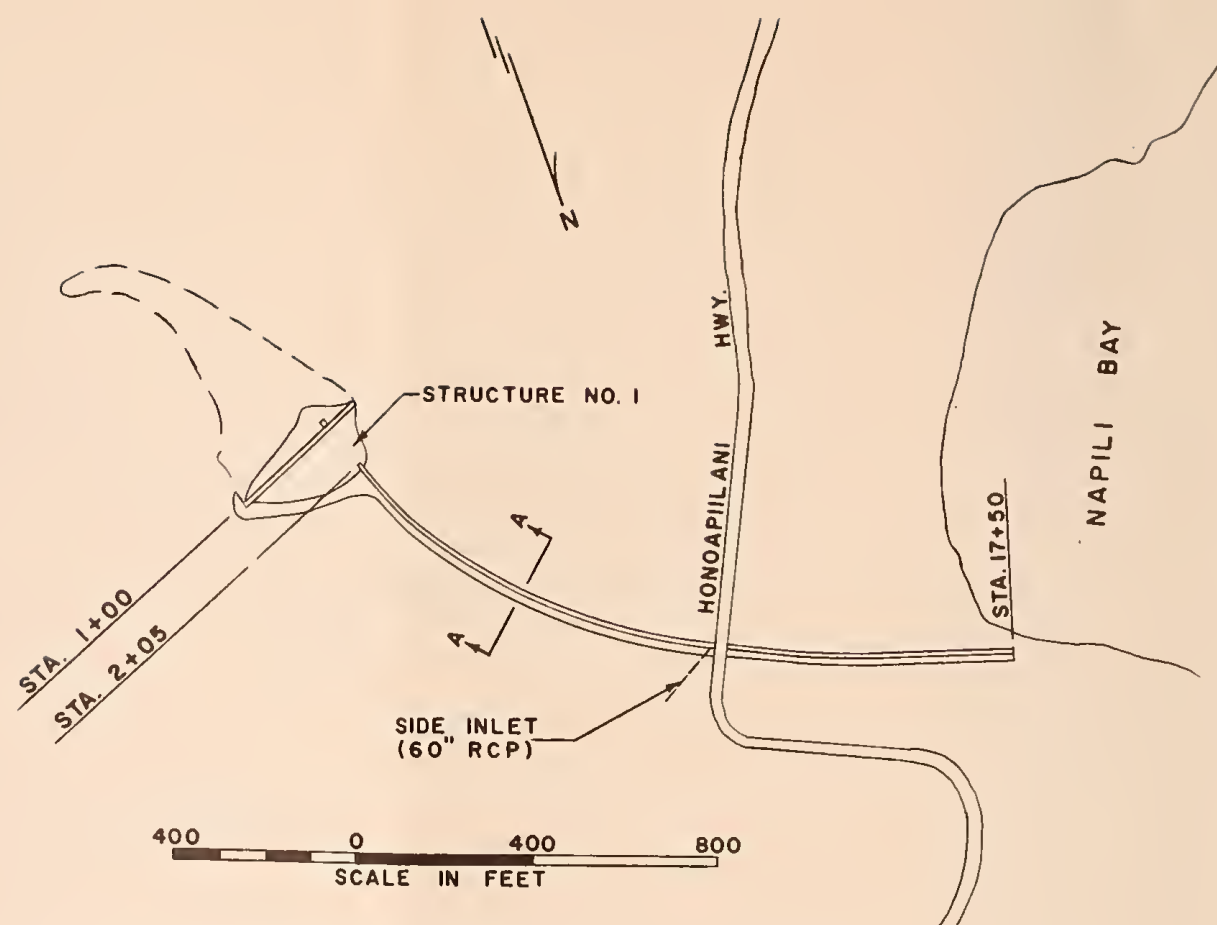 N
STRUCTURE NO. 1
HONOAPIILANI HWY.
NAPILI BAY
STA. 17+50
A
A
STA. 1+00
STA. 2+05
SIDE INLET
(60" RCP)
400 0 400 800
SCALE IN FEET